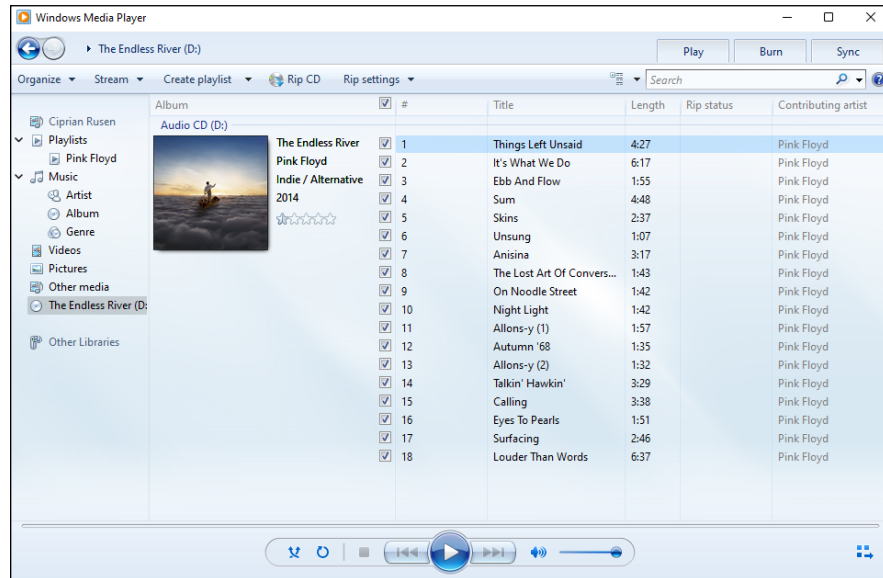 Windows Media Player
The Endless River (D:)
Play Burn Sync
Organize Stream Create playlist Rip CD Rip settings Search
Album # Title Length Rip status Contributing artist
Ciprian Rusen
Playlists
Pink Floyd
Music
Artist
Album
Genre
Videos
Pictures
Other media
The Endless River (D:
Other Libraries
Audio CD (D:)
The Endless River
Pink Floyd
Indie / Alternative
2014
1 Things Left Unsaid 4:27 Pink Floyd
2 It's What We Do 6:17 Pink Floyd
3 Ebb And Flow 1:55 Pink Floyd
4 Sum 4:48 Pink Floyd
5 Skins 2:37 Pink Floyd
6 Unsung 1:07 Pink Floyd
7 Anisina 3:17 Pink Floyd
8 The Lost Art Of Convers... 1:43 Pink Floyd
9 On Noodle Street 1:42 Pink Floyd
10 Night Light 1:42 Pink Floyd
11 Allons-y (1) 1:57 Pink Floyd
12 Autumn '68 1:35 Pink Floyd
13 Allons-y (2) 1:32 Pink Floyd
14 Talkin' Hawkin' 3:29 Pink Floyd
15 Calling 3:38 Pink Floyd
16 Eyes To Pearls 1:51 Pink Floyd
17 Surfacing 2:46 Pink Floyd
18 Louder Than Words 6:37 Pink Floyd